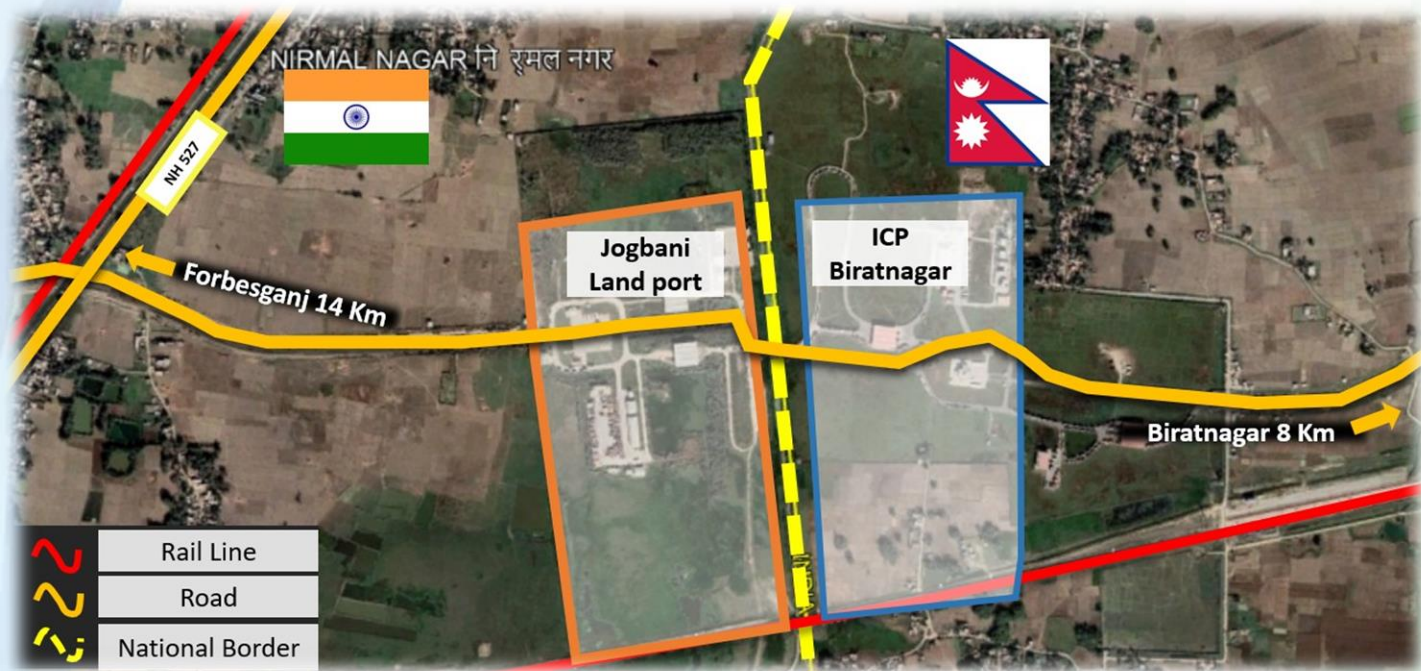 NIRMAL NAGAR नि र्मल नगर
NH 527
Jogbani
Land port
ICP
Biratnagar
Forbesganj 14 Km
Biratnagar 8 Km
Rail Line
Road
National Border